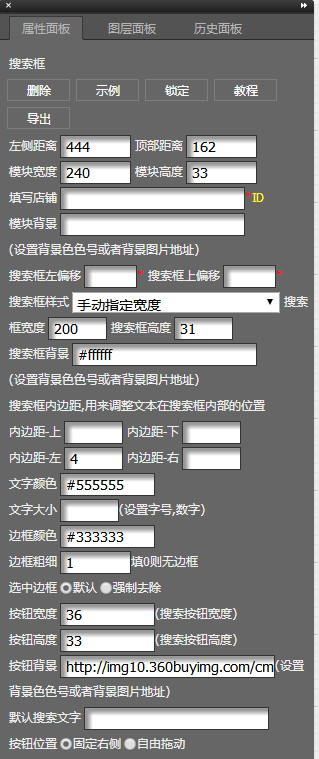 属性面板 图层面板 历史面板
搜索框
删除 示例 锁定 教程
导出
左侧距离 444 顶部距离 162
模块宽度 240 模块高度 33
填写店铺 *ID
模块背景
(设置背景色色号或者背景图片地址)
搜索框左偏移 * 搜索框上偏移 *
搜索框样式 手动指定宽度 搜索
框宽度 200 搜索框高度 31
搜索框背景 #ffffff
(设置背景色色号或者背景图片地址)
搜索框内边距,用来调整文本在搜索框内部的位置
内边距-上 内边距-下
内边距-左 4 内边距-右
文字颜色 #555555
文字大小 (设置字号,数字)
边框颜色 #333333
边框粗细 1 填0则无边框
选中边框 默认 强制去除
按钮宽度 36 (搜索按钮宽度)
按钮高度 33 (搜索按钮高度)
按钮背景 http://img10.360buyimg.com/cm (设置
背景色色号或者背景图片地址)
默认搜索文字
按钮位置 固定右侧 自由拖动